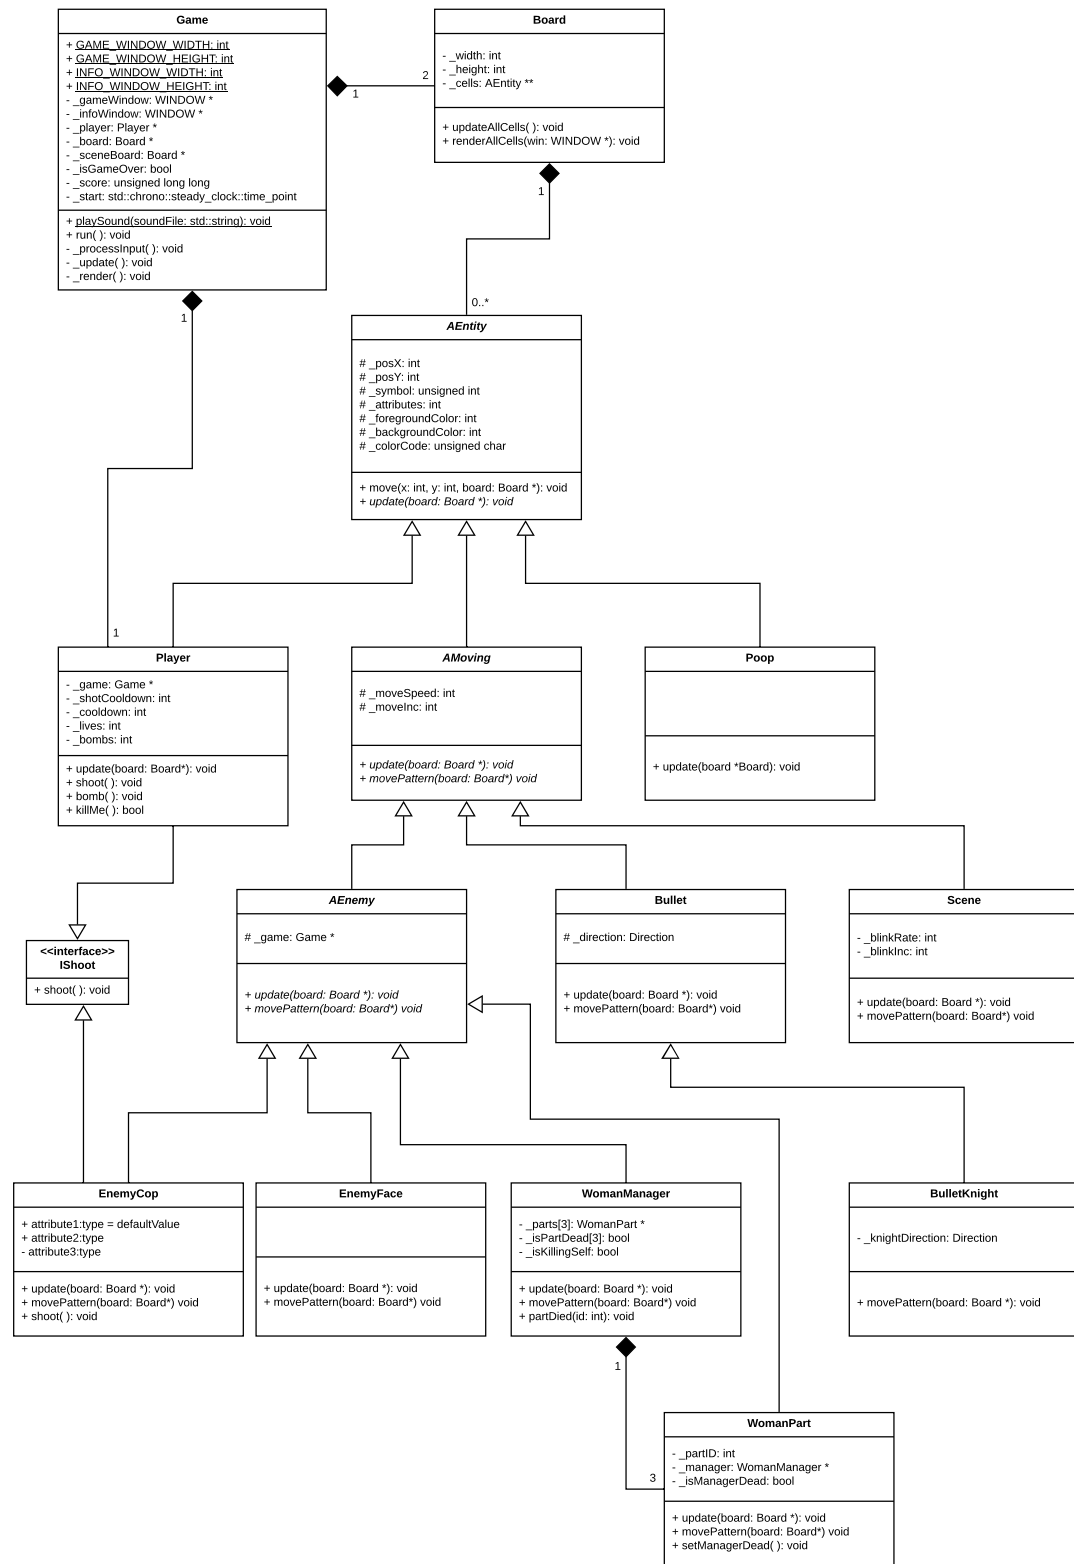 Game
+ GAME_WINDOW_WIDTH: int
+ GAME_WINDOW_HEIGHT: int
+ INFO_WINDOW_WIDTH: int
+ INFO_WINDOW_HEIGHT: int
- _gameWindow: WINDOW *
- _infoWindow: WINDOW *
- _player: Player *
- _board: Board *
- _sceneBoard: Board *
- _isGameOver: bool
- _score: unsigned long long
- _start: std::chrono::steady_clock::time_point
+ playSound(soundFile: std::string): void
+ run( ): void
- _processInput( ): void
- _update( ): void
- _render( ): void
1
2
Board
- _width: int
- _height: int
- _cells: AEntity **
+ updateAllCells( ): void
+ renderAllCells(win: WINDOW *): void
1
0..*
1
1
AEntity
# _posX: int
# _posY: int
# _symbol: unsigned int
# _attributes: int
# _foregroundColor: int
# _backgroundColor: int
# _colorCode: unsigned char
+ move(x: int, y: int, board: Board *): void
+ update(board: Board *): void
Player
- _game: Game *
- _shotCooldown: int
- _cooldown: int
- _lives: int
- _bombs: int
+ update(board: Board*): void
+ shoot( ): void
+ bomb( ): void
+ killMe( ): bool
AMoving
# _moveSpeed: int
# _moveInc: int
+ update(board: Board *): void
+ movePattern(board: Board*) void
Poop
+ update(board *Board): void
<<interface>>
IShoot
+ shoot( ): void
AEnemy
# _game: Game *
+ update(board: Board *): void
+ movePattern(board: Board*) void
Bullet
# _direction: Direction
+ update(board: Board *): void
+ movePattern(board: Board*) void
Scene
- _blinkRate: int
- _blinkInc: int
+ update(board: Board *): void
+ movePattern(board: Board*) void
EnemyCop
+ attribute1:type = defaultValue
+ attribute2:type
- attribute3:type
+ update(board: Board *): void
+ movePattern(board: Board*) void
+ shoot( ): void
EnemyFace
+ update(board: Board *): void
+ movePattern(board: Board*) void
WomanManager
- _parts[3]: WomanPart *
- _isPartDead[3]: bool
- _isKillingSelf: bool
+ update(board: Board *): void
+ movePattern(board: Board*) void
+ partDied(id: int): void
BulletKnight
- _knightDirection: Direction
+ movePattern(board: Board *): void
1
3
WomanPart
- _partID: int
- _manager: WomanManager *
- _isManagerDead: bool
+ update(board: Board *): void
+ movePattern(board: Board*) void
+ setManagerDead( ): void